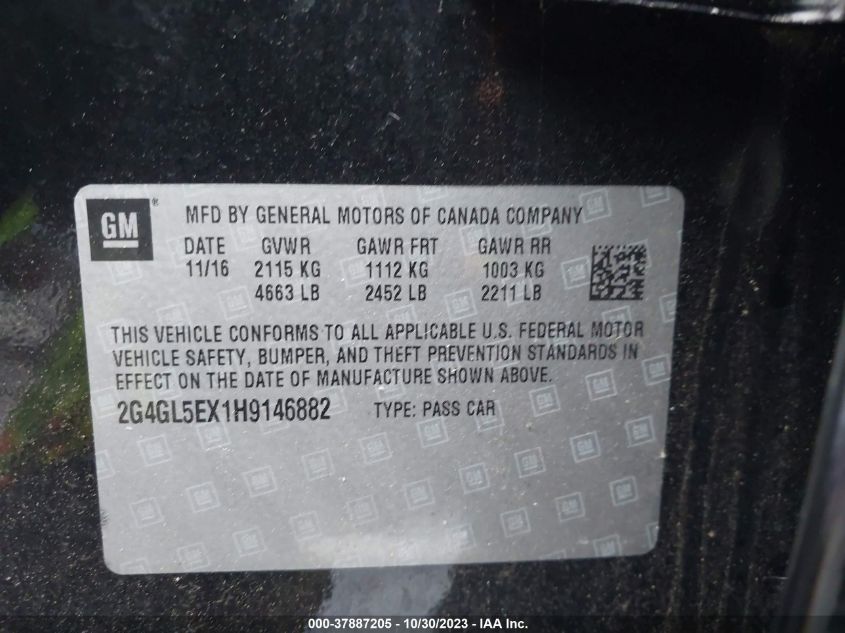 GM ® MFD BY GENERAL MOTORS OF CANADA COMPANY
DATE GVWR GAWR FRT GAWR RR
11/16 2115 KG 1112 KG 1003 KG
4663 LB 2452 LB 2211 LB
THIS VEHICLE CONFORMS TO ALL APPLICABLE U.S. FEDERAL MOTOR
VEHICLE SAFETY, BUMPER, AND THEFT PREVENTION STANDARDS IN
EFFECT ON THE DATE OF MANUFACTURE SHOWN ABOVE.
2G4GL5EX1H9146882 TYPE: PASS CAR
000-37887205 - 10/30/2023 - IAA Inc.